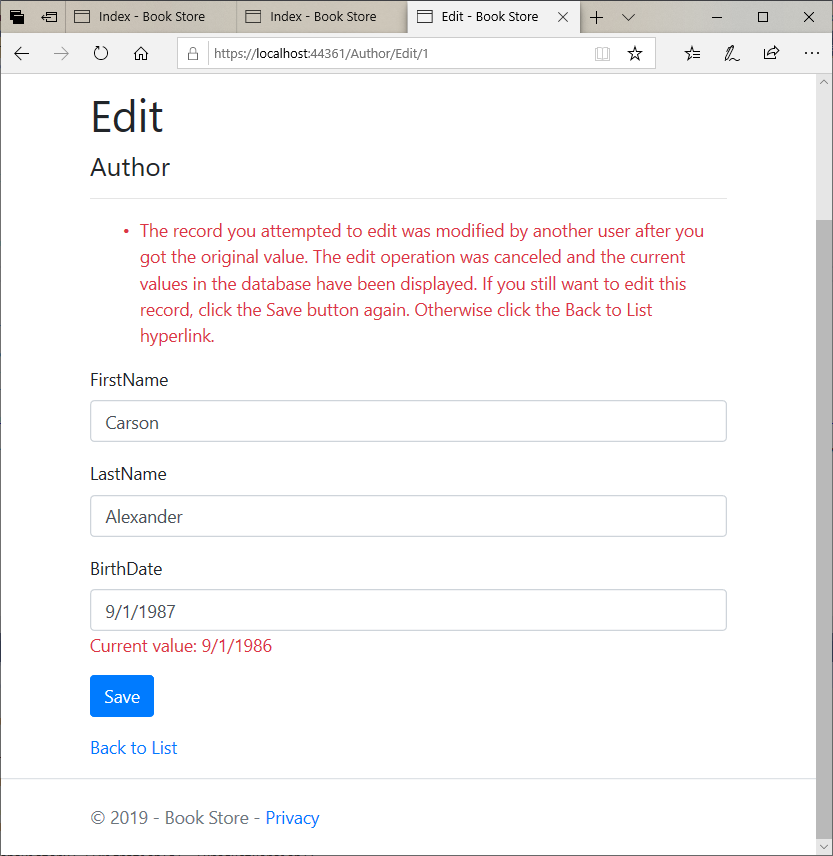 Index - Book Store
Index - Book Store
Edit - Book Store
https://localhost:44361/Author/Edit/1
Edit
Author
• The record you attempted to edit was modified by another user after you
got the original value. The edit operation was canceled and the current
values in the database have been displayed. If you still want to edit this
record, click the Save button again. Otherwise click the Back to List
hyperlink.
FirstName
Carson
LastName
Alexander
BirthDate
9/1/1987
Current value: 9/1/1986
Save
Back to List
© 2019 - Book Store - Privacy